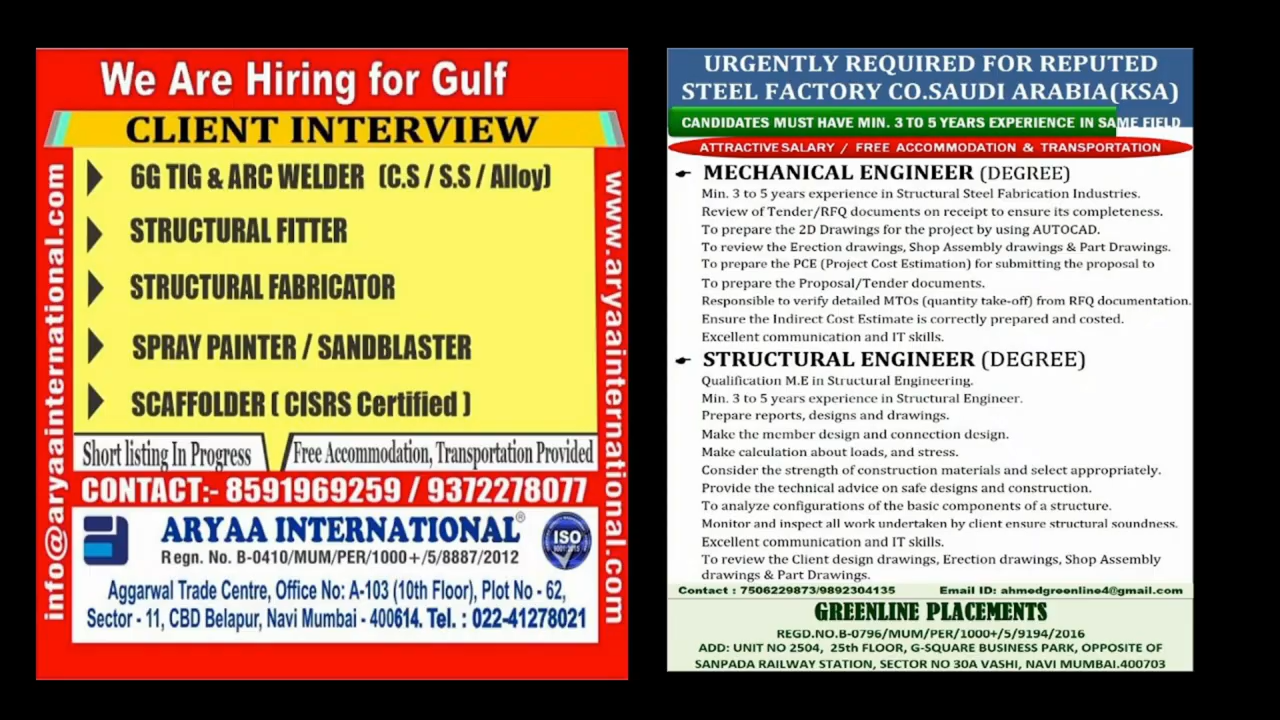 We Are Hiring for Gulf
CLIENT INTERVIEW
6G TIG & ARC WELDER (C.S / S.S / Alloy)
STRUCTURAL FITTER
STRUCTURAL FABRICATOR
SPRAY PAINTER / SANDBLASTER
SCAFFOLDER ( CISRS Certified )
Short listing In Progress
Free Accommodation, Transportation Provided
CONTACT:- 8591969259 / 9372278077
ARYAA INTERNATIONAL®
Regn. No. B-0410/MUM/PER/1000+/5/8887/2012
ISO
9001:2015
Aggarwal Trade Centre, Office No: A-103 (10th Floor), Plot No - 62,
Sector - 11, CBD Belapur, Navi Mumbai - 400614. Tel. : 022-41278021
info@aryaainternational.com
www.aryaainternational.com
URGENTLY REQUIRED FOR REPUTED
STEEL FACTORY CO.SAUDI ARABIA(KSA)
CANDIDATES MUST HAVE MIN. 3 TO 5 YEARS EXPERIENCE IN SAME FIELD
ATTRACTIVE SALARY / FREE ACCOMMODATION & TRANSPORTATION
MECHANICAL ENGINEER (DEGREE)
Min. 3 to 5 years experience in Structural Steel Fabrication Industries.
Review of Tender/RFQ documents on receipt to ensure its completeness.
To prepare the 2D Drawings for the project by using AUTOCAD.
To review the Erection drawings, Shop Assembly drawings & Part Drawings.
To prepare the PCE (Project Cost Estimation) for submitting the proposal to
To prepare the Proposal/Tender documents.
Responsible to verify detailed MTOs (quantity take-off) from RFQ documentation.
Ensure the Indirect Cost Estimate is correctly prepared and costed.
Excellent communication and IT skills.
STRUCTURAL ENGINEER (DEGREE)
Qualification M.E in Structural Engineering.
Min. 3 to 5 years experience in Structural Engineer.
Prepare reports, designs and drawings.
Make the member design and connection design.
Make calculation about loads, and stress.
Consider the strength of construction materials and select appropriately.
Provide the technical advice on safe designs and construction.
To analyze configurations of the basic components of a structure.
Monitor and inspect all work undertaken by client ensure structural soundness.
Excellent communication and IT skills.
To review the Client design drawings, Erection drawings, Shop Assembly
drawings & Part Drawings.
Contact : 7506229873/9892304135 Email ID: ahmedgreenline4@gmail.com
GREENLINE PLACEMENTS
REGD.NO.B-0796/MUM/PER/1000+/5/9194/2016
ADD: UNIT NO 2504, 25th FLOOR, G-SQUARE BUSINESS PARK, OPPOSITE OF
SANPADA RAILWAY STATION, SECTOR NO 30A VASHI, NAVI MUMBAI.400703